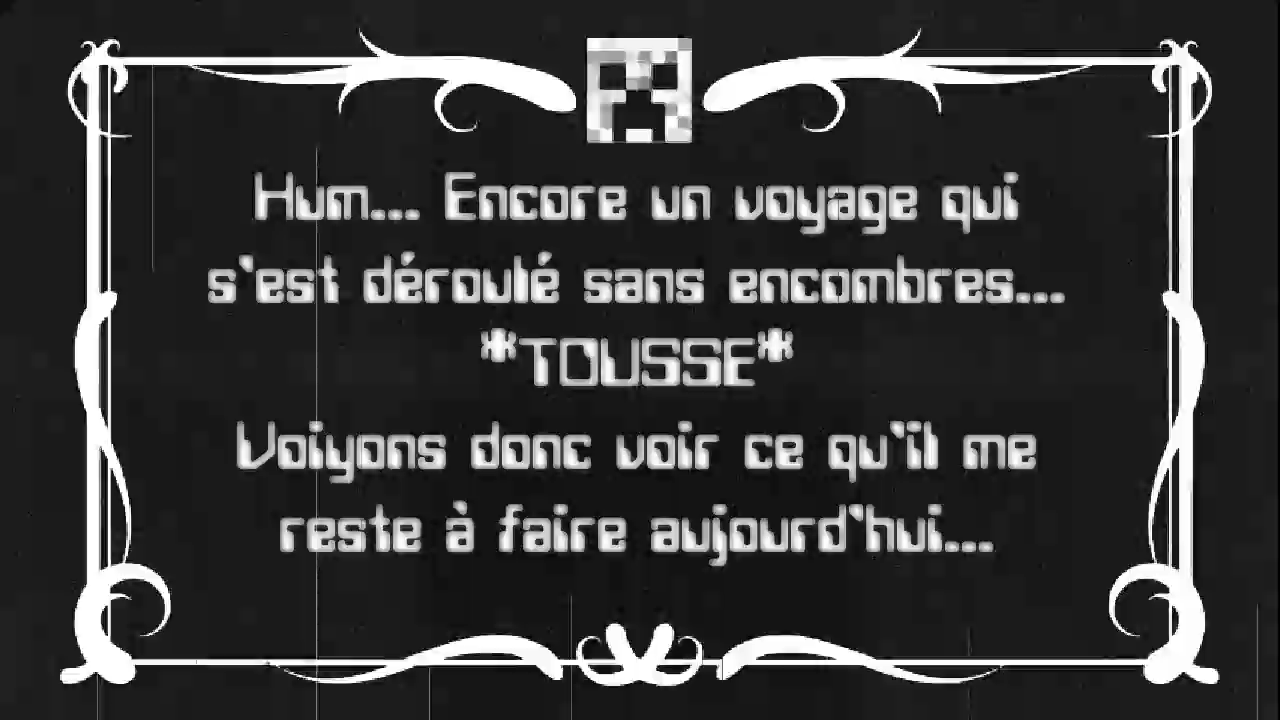 Hum... Encore un voyage qui
s'est déroulé sans encombres...
*TOUSSE*
Voiyons donc voir ce qu'il me
reste à faire aujourd'hui...